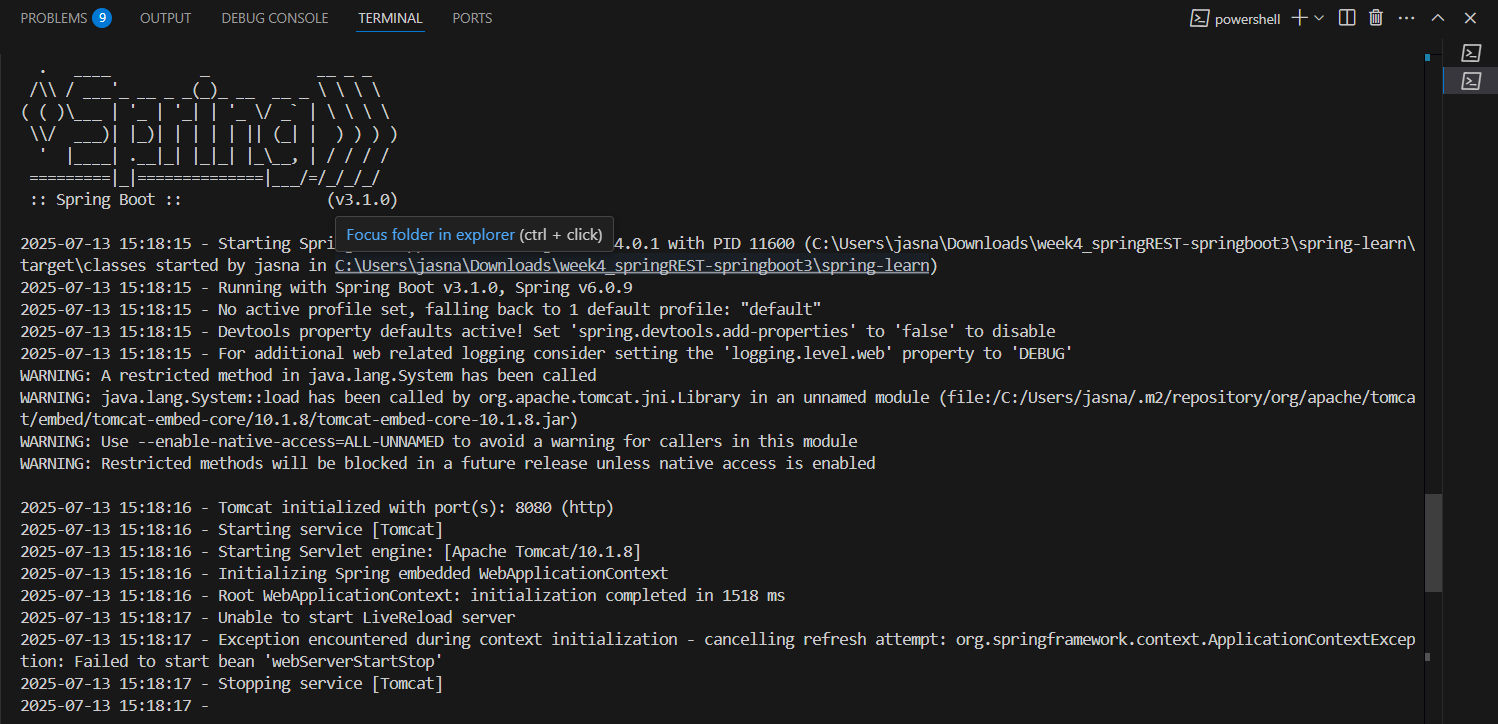 PROBLEMS 9 OUTPUT DEBUG CONSOLE TERMINAL PORTS powershell
  .   ____          _            __ _ _
 /\\ / ___'_ __ _ _(_)_ __  __ _ \ \ \ \
( ( )\___ | '_ | '_| | '_ \/ _` | \ \ \ \
 \\/  ___)| |_)| | | | | || (_| |  ) ) ) )
  '  |____| .__|_| |_|_| |_\__, | / / / /
 =========|_|==============|___/=/_/_/_/
 :: Spring Boot ::                (v3.1.0)
Focus folder in explorer (ctrl + click)
2025-07-13 15:18:15 - Starting Spri 4.0.1 with PID 11600 (C:\Users\jasna\Downloads\week4_springREST-springboot3\spring-learn\
target\classes started by jasna in C:\Users\jasna\Downloads\week4_springREST-springboot3\spring-learn)
2025-07-13 15:18:15 - Running with Spring Boot v3.1.0, Spring v6.0.9
2025-07-13 15:18:15 - No active profile set, falling back to 1 default profile: "default"
2025-07-13 15:18:15 - Devtools property defaults active! Set 'spring.devtools.add-properties' to 'false' to disable
2025-07-13 15:18:15 - For additional web related logging consider setting the 'logging.level.web' property to 'DEBUG'
WARNING: A restricted method in java.lang.System has been called
WARNING: java.lang.System::load has been called by org.apache.tomcat.jni.Library in an unnamed module (file:/C:/Users/jasna/.m2/repository/org/apache/tomca
t/embed/tomcat-embed-core/10.1.8/tomcat-embed-core-10.1.8.jar)
WARNING: Use --enable-native-access=ALL-UNNAMED to avoid a warning for callers in this module
WARNING: Restricted methods will be blocked in a future release unless native access is enabled
2025-07-13 15:18:16 - Tomcat initialized with port(s): 8080 (http)
2025-07-13 15:18:16 - Starting service [Tomcat]
2025-07-13 15:18:16 - Starting Servlet engine: [Apache Tomcat/10.1.8]
2025-07-13 15:18:16 - Initializing Spring embedded WebApplicationContext
2025-07-13 15:18:16 - Root WebApplicationContext: initialization completed in 1518 ms
2025-07-13 15:18:17 - Unable to start LiveReload server
2025-07-13 15:18:17 - Exception encountered during context initialization - cancelling refresh attempt: org.springframework.context.ApplicationContextExcep
tion: Failed to start bean 'webServerStartStop'
2025-07-13 15:18:17 - Stopping service [Tomcat]
2025-07-13 15:18:17 -